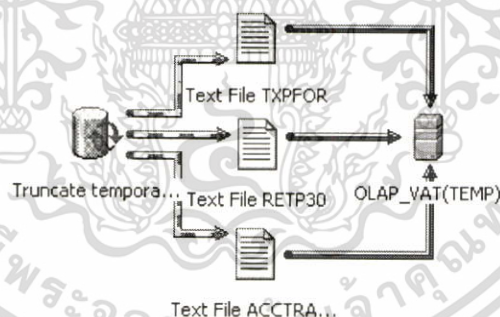 Text File TXPFOR
Truncate tempora...
Text File RETP30
OLAP_VAT(TEMP)
Text File ACCTRA...